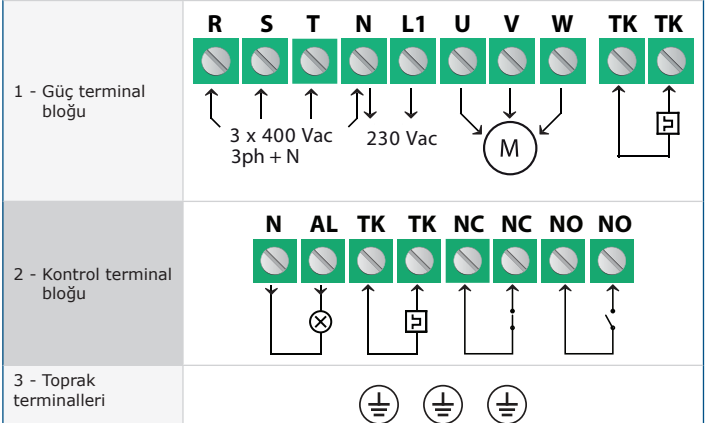 R S T N L1 U V W TK TK
1 - Güç terminal
bloğu
3 x 400 Vac
3ph + N
230 Vac
M
N AL TK TK NC NC NO NO
2 - Kontrol terminal
bloğu
3 - Toprak
terminalleri